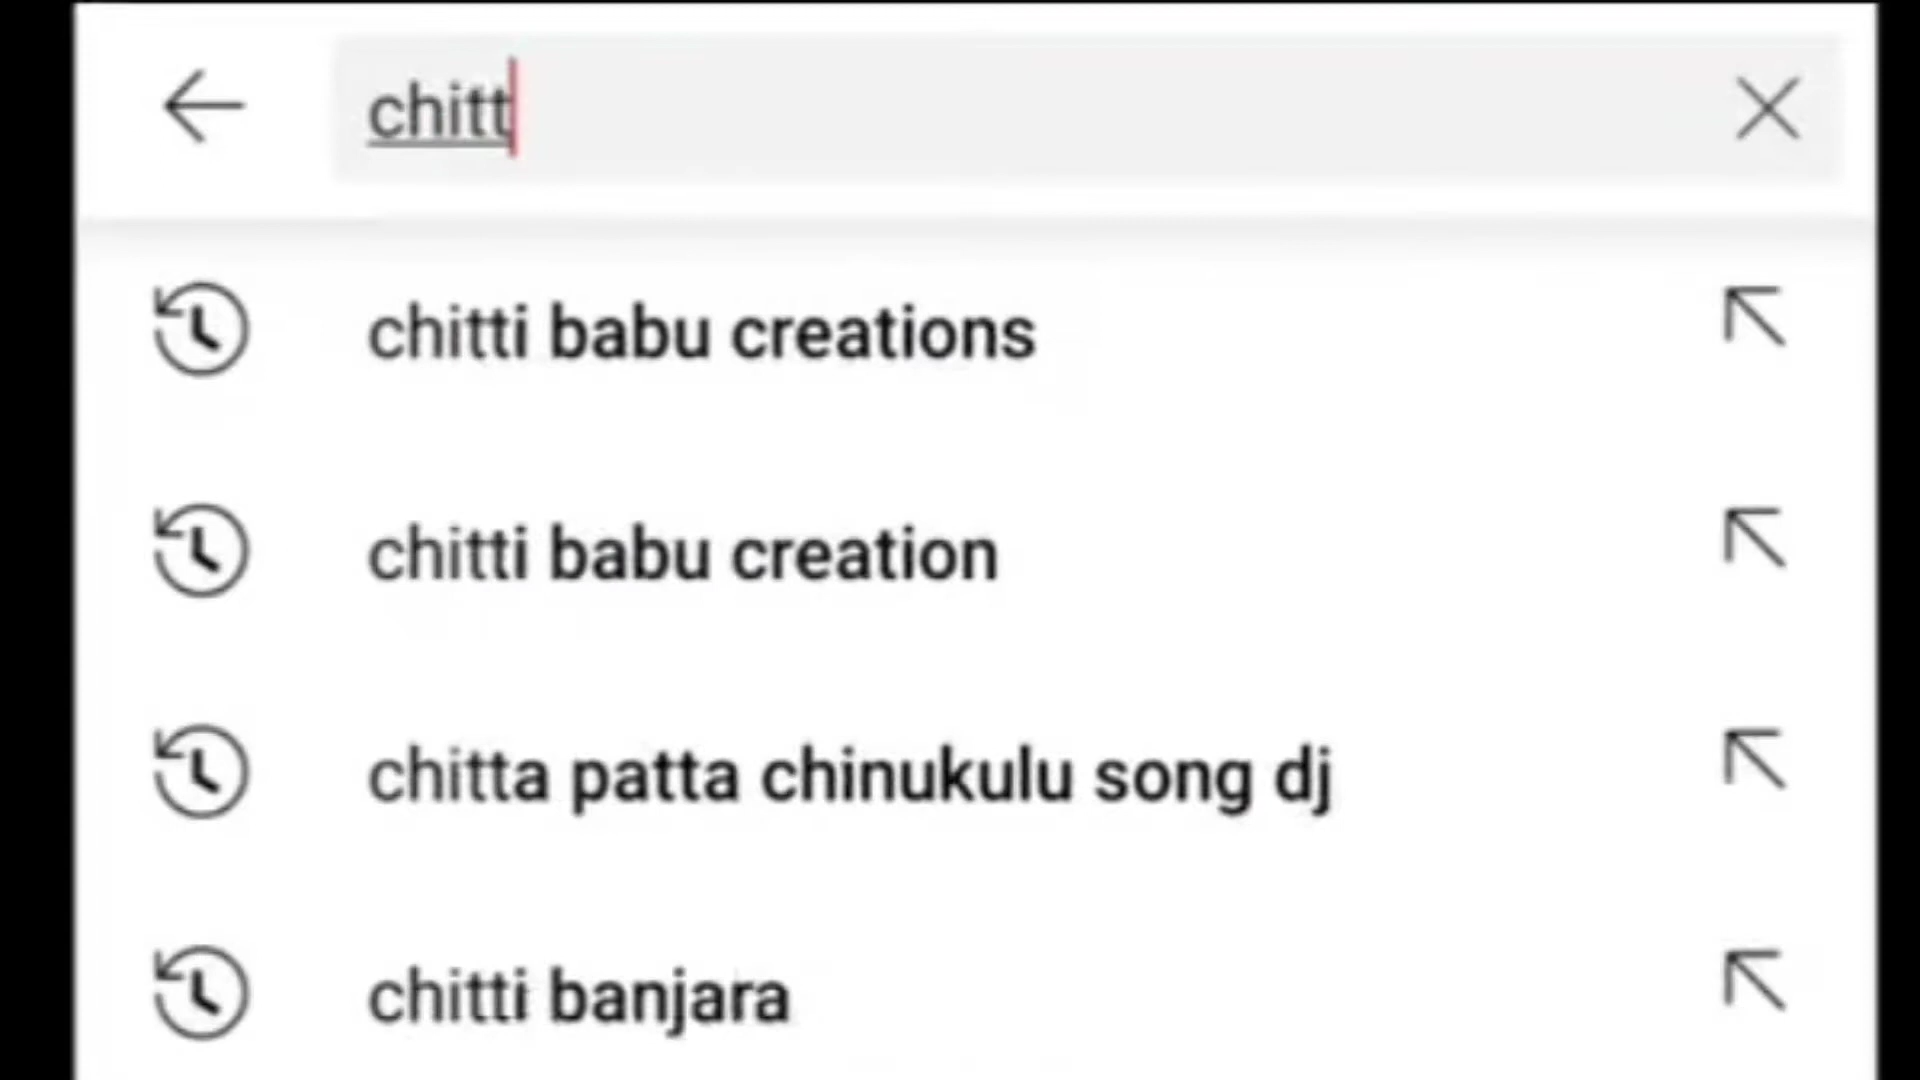 chitt
chitti babu creations
chitti babu creation
chitta patta chinukulu song dj
chitti banjara